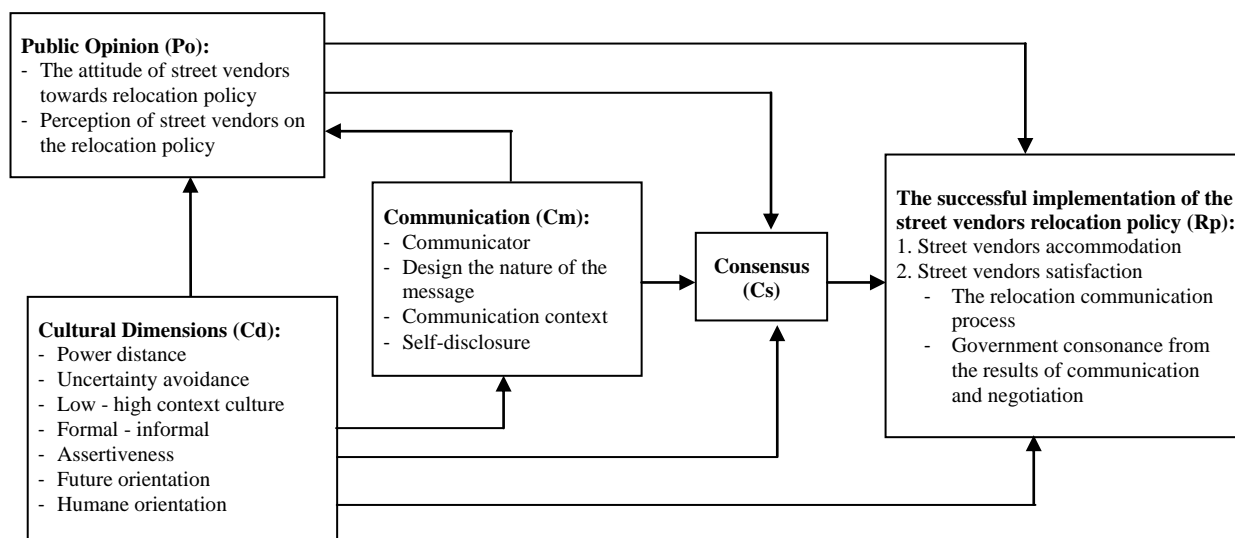 Public Opinion (Po):
- The attitude of street vendors
towards relocation policy
- Perception of street vendors on
the relocation policy
Cultural Dimensions (Cd):
- Power distance
- Uncertainty avoidance
- Low - high context culture
- Formal - informal
- Assertiveness
- Future orientation
- Humane orientation
Communication (Cm):
- Communicator
- Design the nature of the
message
- Communication context
- Self-disclosure
Consensus
(Cs)
The successful implementation of the
street vendors relocation policy (Rp):
1. Street vendors accommodation
2. Street vendors satisfaction
- The relocation communication
process
- Government consonance from
the results of communication
and negotiation